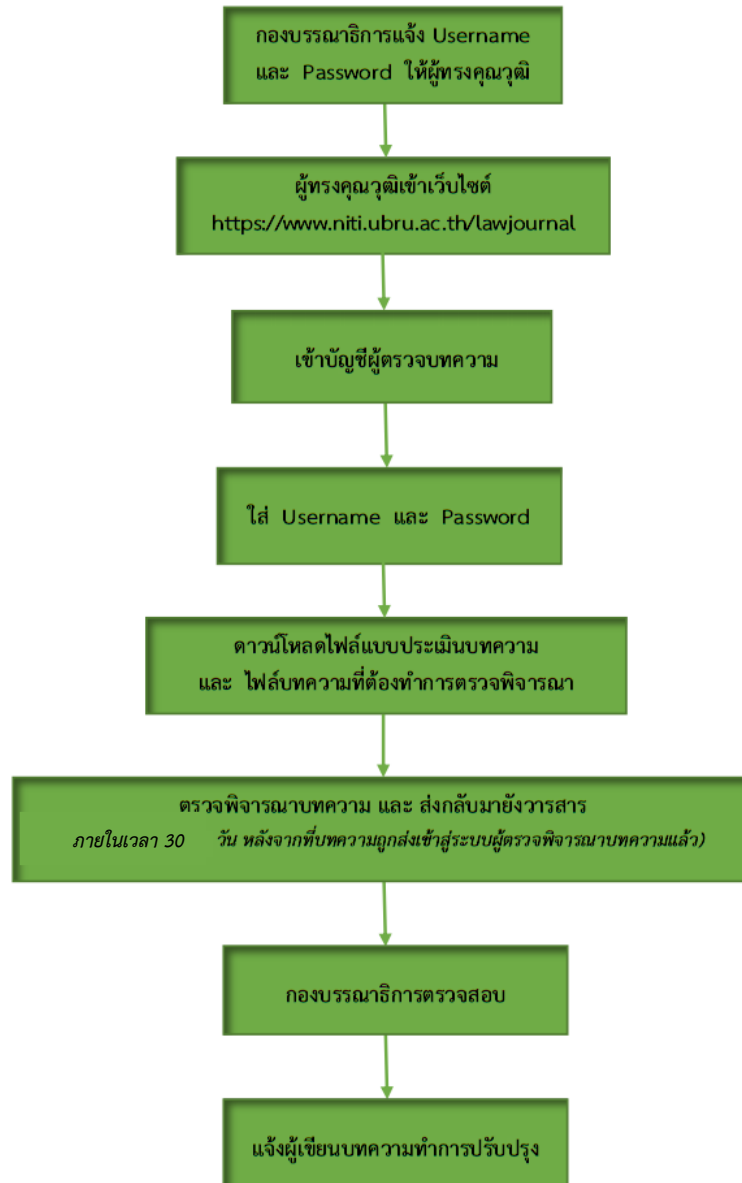 กองบรรณาธิการแจ้ง Username
และ Password ให้ผู้ทรงคุณวุฒิ
ผู้ทรงคุณวุฒิเข้าเว็บไซต์
https://www.niti.ubru.ac.th/lawjournal
เข้าบัญชีผู้ตรวจบทความ
ใส่ Username และ Password
ดาวน์โหลดไฟล์แบบประเมินบทความ
และ ไฟล์บทความที่ต้องทำการตรวจพิจารณา
ตรวจพิจารณาบทความ และ ส่งกลับมายังวารสาร
ภายในเวลา 30 วัน หลังจากที่บทความถูกส่งเข้าสู่ระบบผู้ตรวจพิจารณาบทความแล้ว)
กองบรรณาธิการตรวจสอบ
แจ้งผู้เขียนบทความทำการปรับปรุง